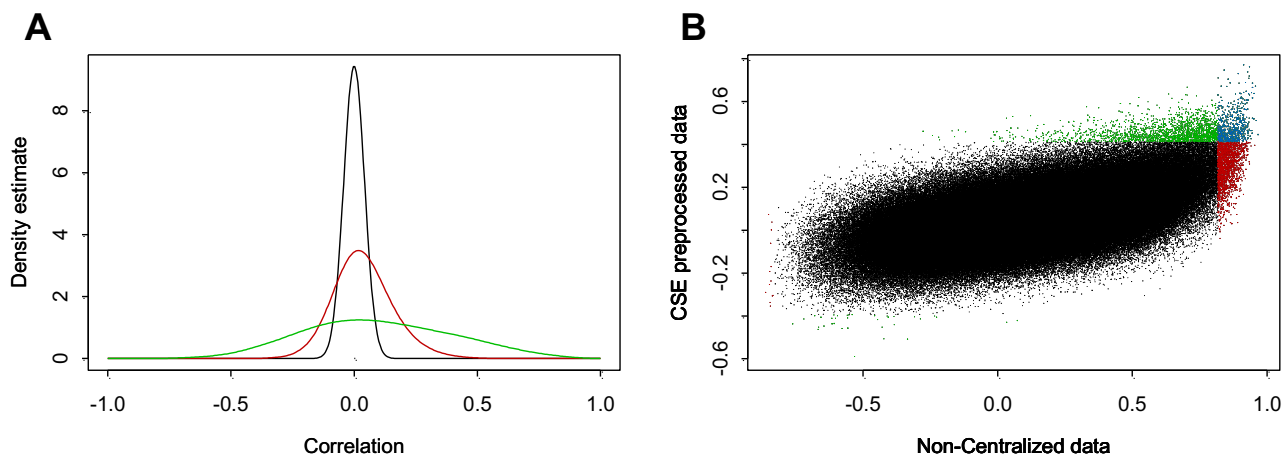 A
Density estimate
8
6
4
2
0
-1.0 -0.5 0.0 0.5 1.0
Correlation
B
CSE preprocessed data
0.6
0.2
-0.2
-0.6
-0.5 0.0 0.5 1.0
Non-Centralized data